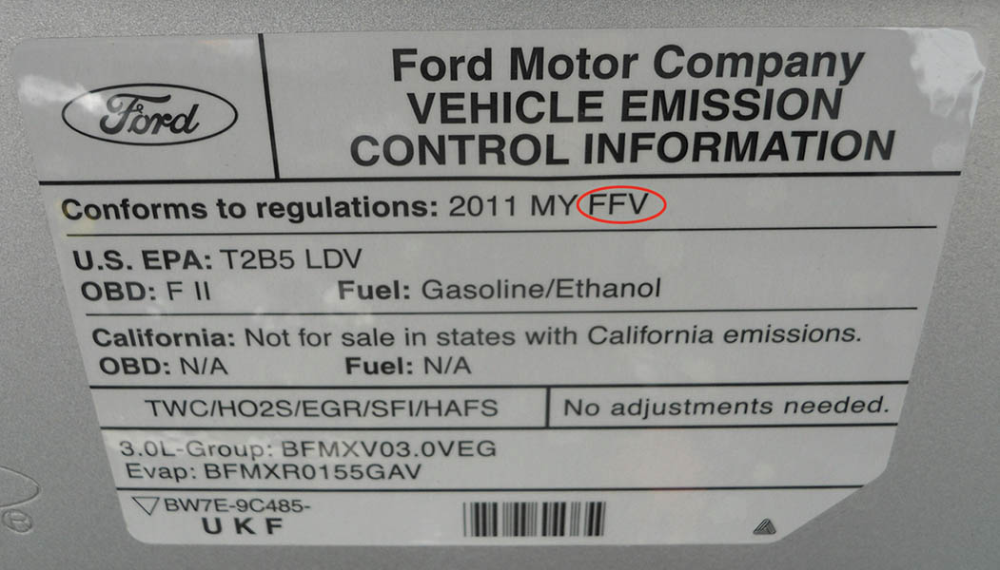 Ford
Ford Motor Company
VEHICLE EMISSION
CONTROL INFORMATION
Conforms to regulations: 2011 MY FFV
U.S. EPA: T2B5 LDV
OBD: F II Fuel: Gasoline/Ethanol
California: Not for sale in states with California emissions.
OBD: N/A Fuel: N/A
TWC/HO2S/EGR/SFI/HAFS No adjustments needed.
3.0L-Group: BFMXV03.0VEG
Evap: BFMXR0155GAV
BW7E-9C485-
UKF
®